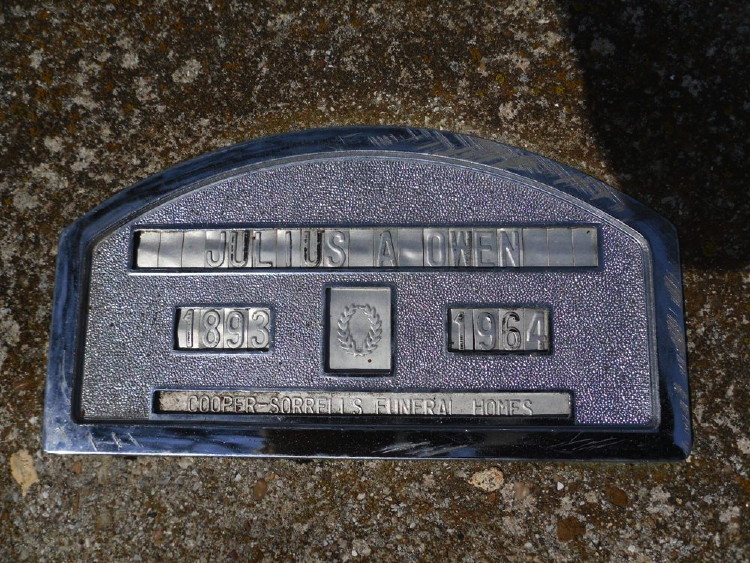 JULIUS A OWEN
1893 1964
COOPER-SORRELLS FUNERAL HOMES